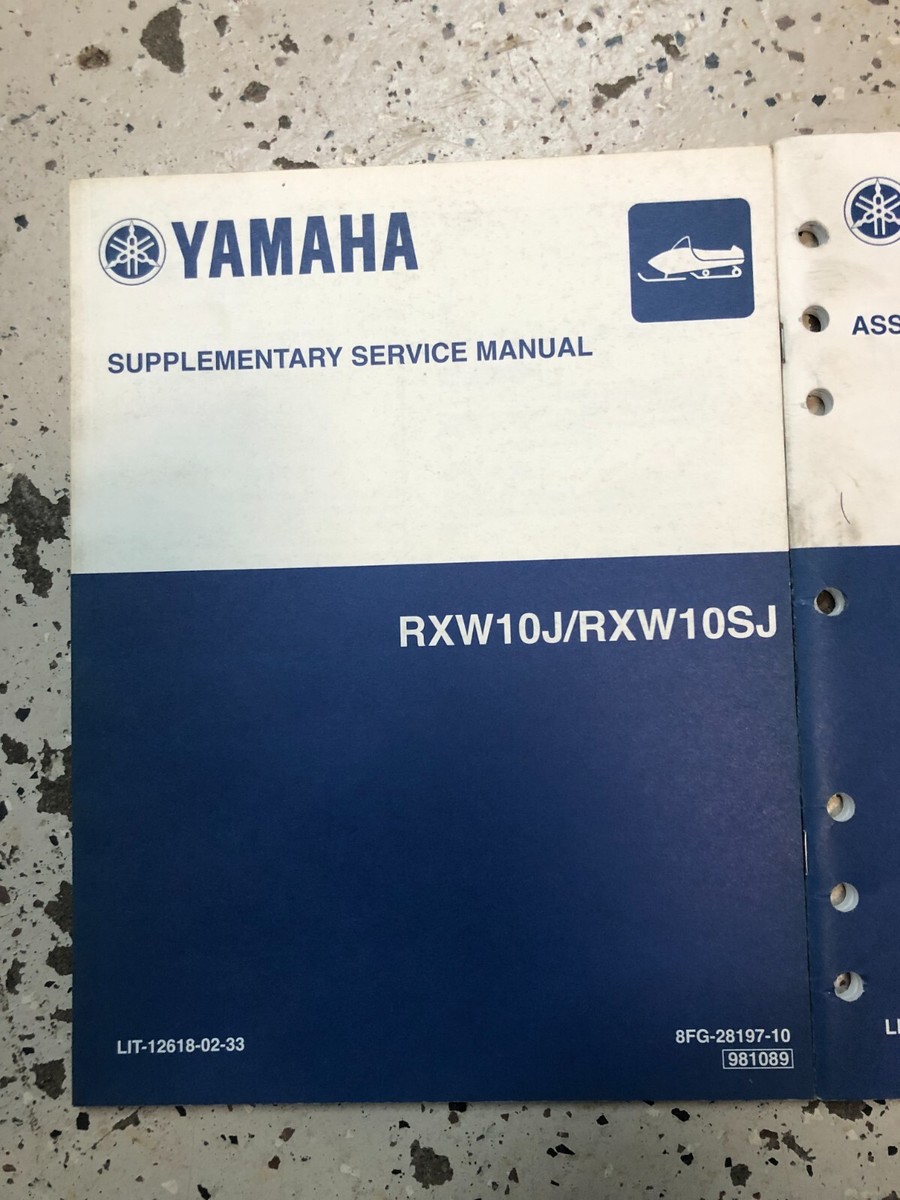 YAMAHA
SUPPLEMENTARY SERVICE MANUAL
ASS
RXW10J/RXW10SJ
LIT-12618-02-33
8FG-28197-10
981089